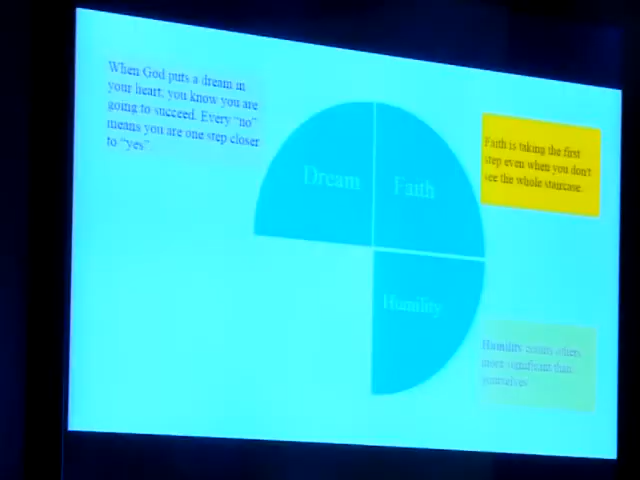 When God puts a dream in
your heart, you know you are
going to succeed. Every "no"
means you are one step closer
to "yes"
Dream
Faith
Faith is taking the first
step even when you don't
see the whole staircase.
Humility
Humility counts others
more significant than
yourselves